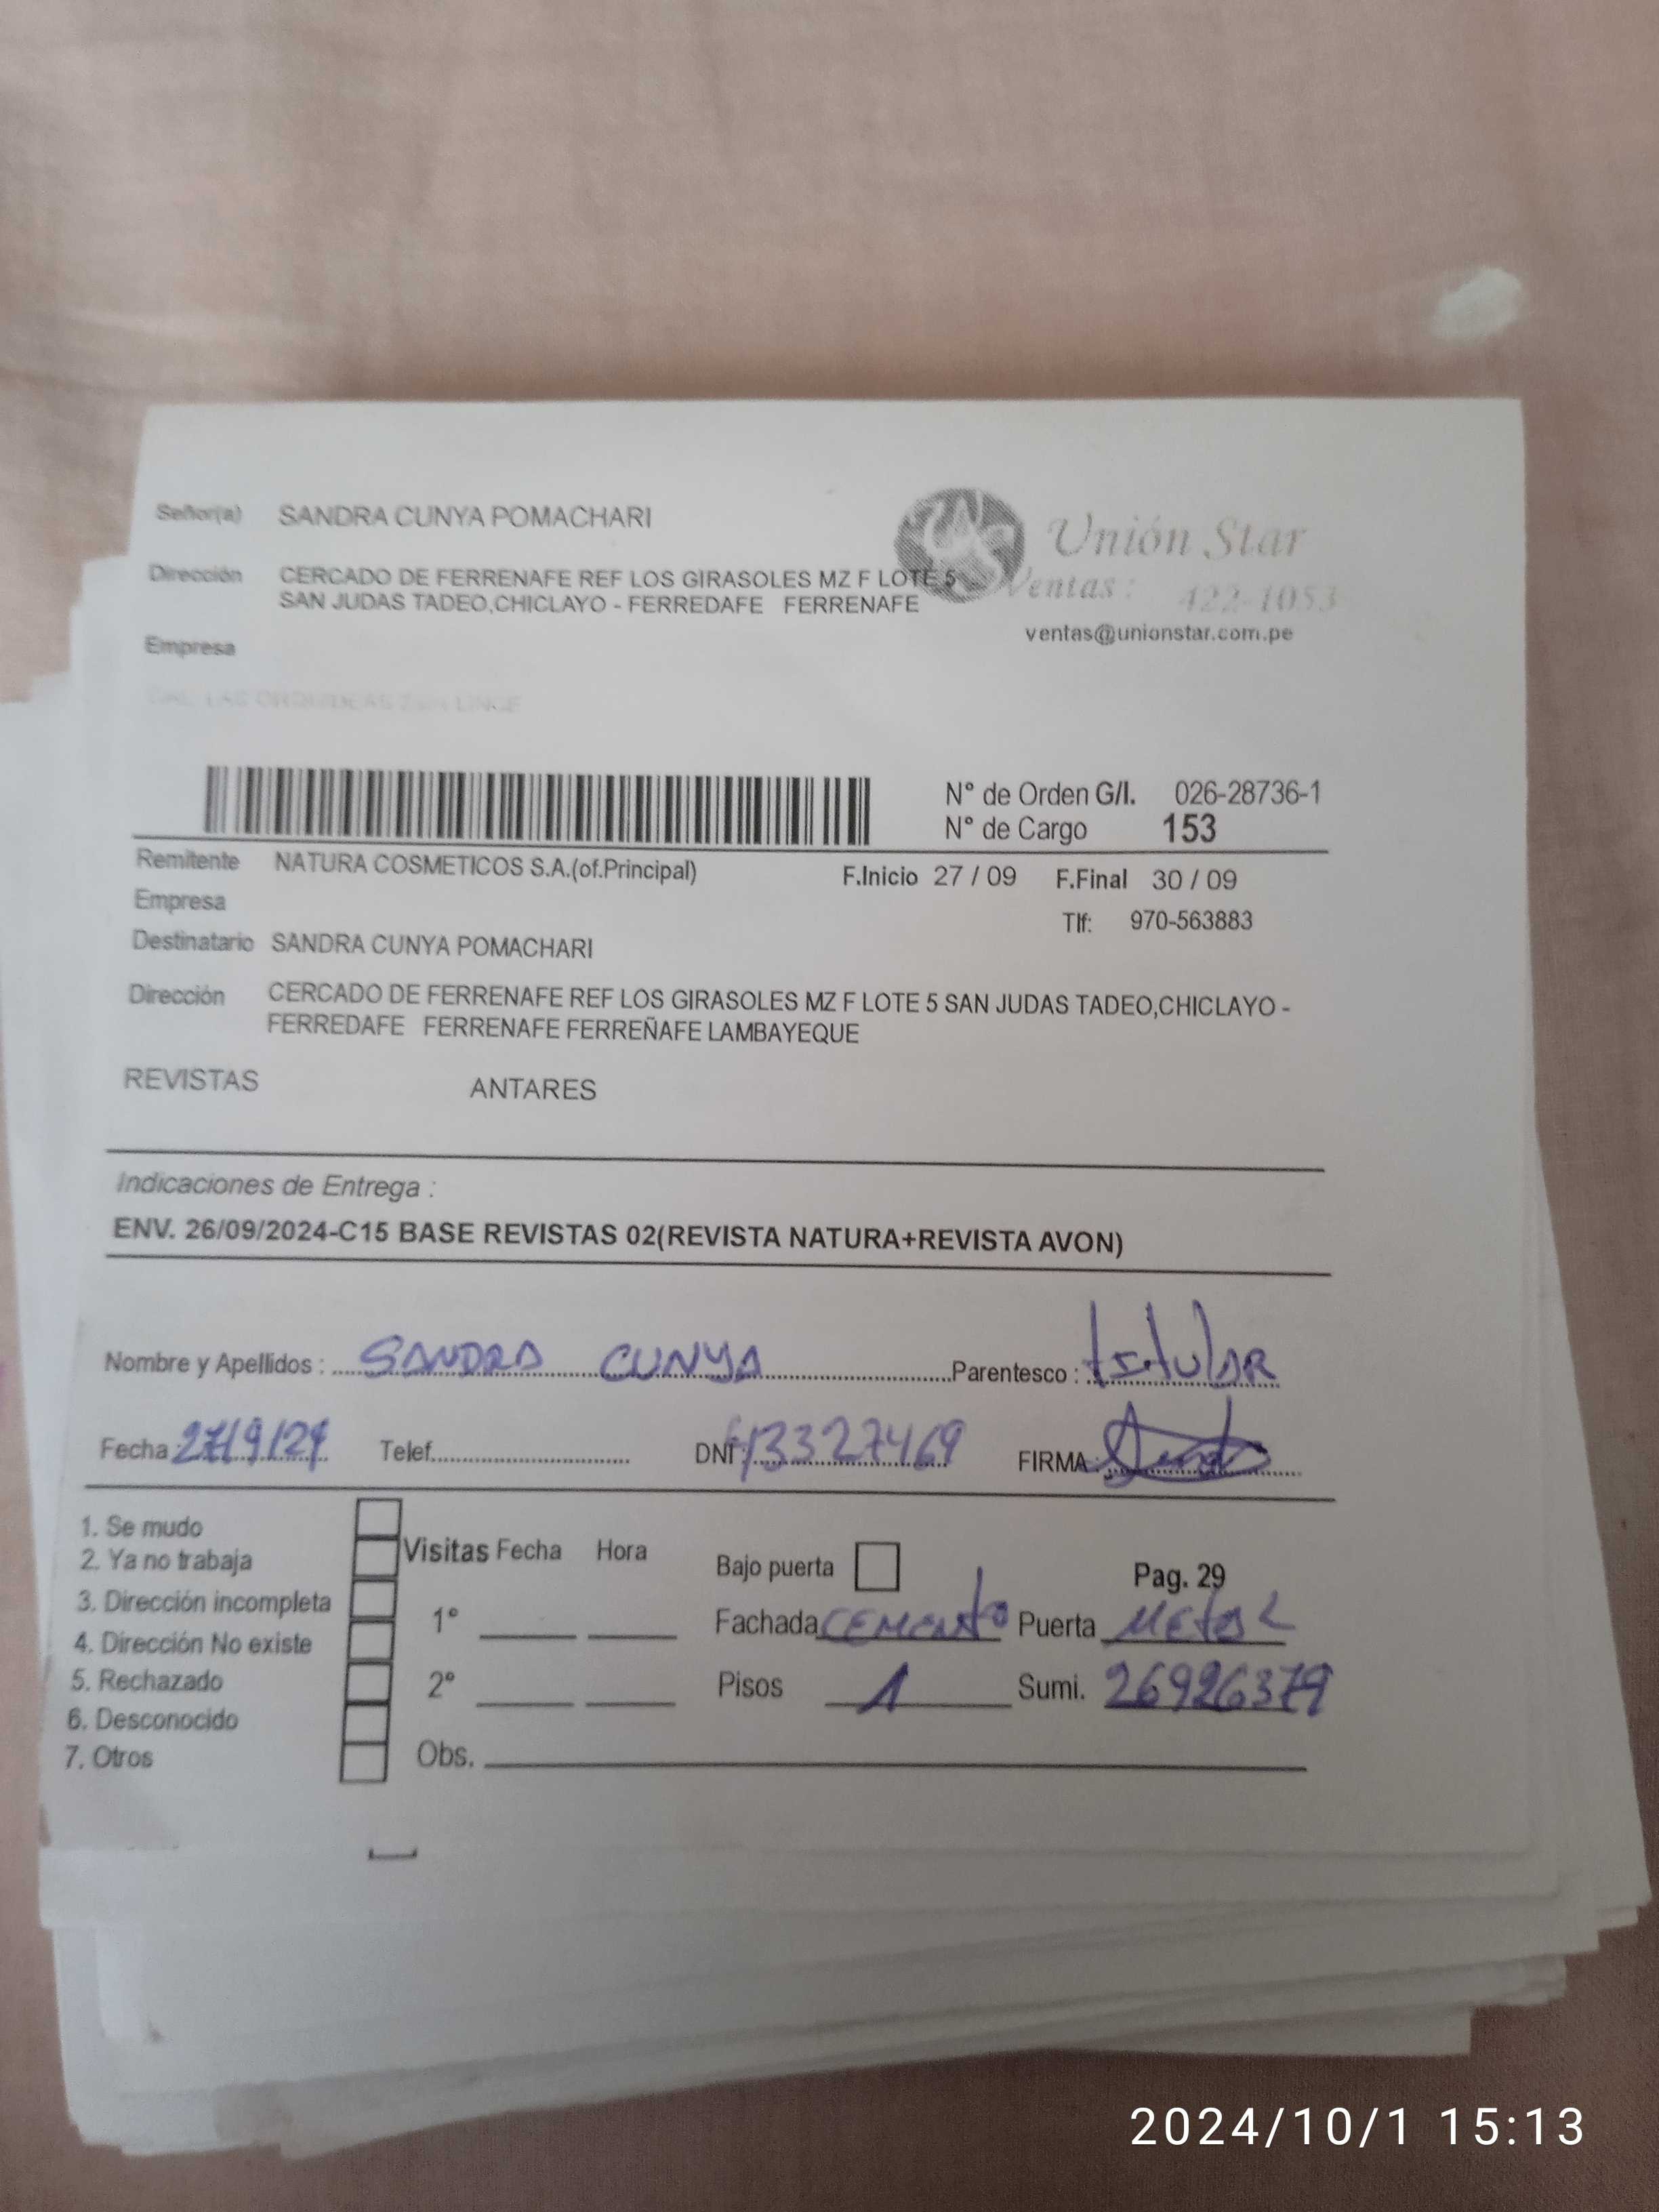 Señor(a) SANDRA CUNYA POMACHARI
Unión Star
Dirección CERCADO DE FERRENAFE REF LOS GIRASOLES MZ F LOTE 5
SAN JUDAS TADEO,CHICLAYO - FERREDAFE FERRENAFE
Ventas : 422-1053
ventas@unionstar.com.pe
Empresa
N° de Orden G/I. 026-28736-1
N° de Cargo 153
Remitente NATURA COSMETICOS S.A.(of.Principal) F.Inicio 27 / 09 F.Final 30 / 09
Empresa
Tlf: 970-563883
Destinatario SANDRA CUNYA POMACHARI
Dirección CERCADO DE FERRENAFE REF LOS GIRASOLES MZ F LOTE 5 SAN JUDAS TADEO,CHICLAYO -
FERREDAFE FERRENAFE FERREÑAFE LAMBAYEQUE
REVISTAS ANTARES
Indicaciones de Entrega :
ENV. 26/09/2024-C15 BASE REVISTAS 02(REVISTA NATURA+REVISTA AVON)
Nombre y Apellidos : SANDRA CUNYA Parentesco : titular
Fecha : 27/9/24 Telef. DNI : 43327469 FIRMA :
1. Se mudo
2. Ya no trabaja
3. Dirección incompleta
4. Dirección No existe
5. Rechazado
6. Desconocido
7. Otros
Visitas Fecha Hora
1°
2°
Obs.
Bajo puerta Pag. 29
Fachada CEMENTO Puerta METAL
Pisos 1 Sumi. 26926379
2024/10/1 15:13